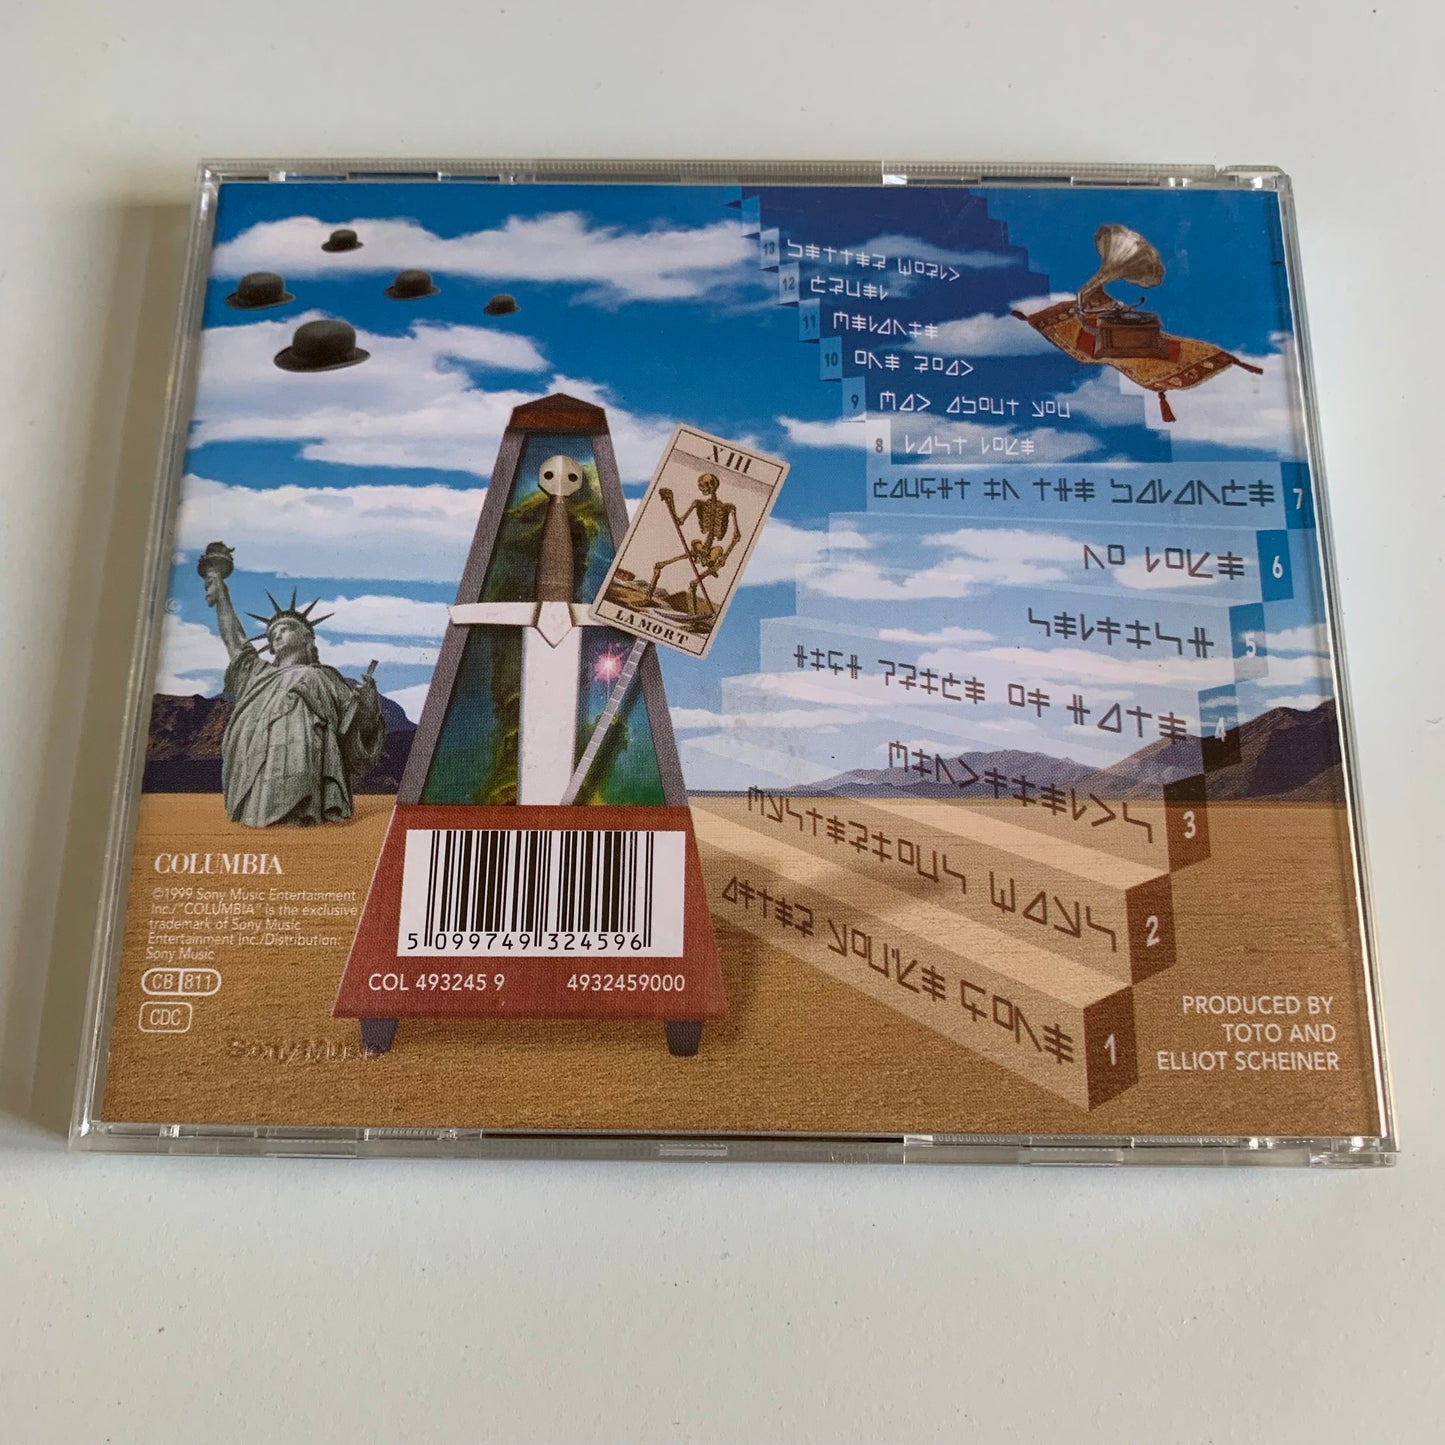 13 BETTER WORLD
12 CRUEL
11 MELANIE
10 ONE ROAD
9 MAD ABOUT YOU
8 LAST LOVE
CAUGHT IN THE BALANCE 7
NO LOVE 6
SELFISH 5
HIGH PRICE OF HATE 4
MINDFIELDS 3
MYSTERIOUS WAYS 2
AFTER YOU'VE GONE 1
XIII
LA MORT
COLUMBIA
©1999 Sony Music Entertainment
Inc./"COLUMBIA" is the exclusive
trademark of Sony Music
Entertainment Inc./Distribution:
Sony Music
CB 811
CDC
Sony Music
5 099749 324596
COL 493245 9 4932459000
PRODUCED BY
TOTO AND
ELLIOT SCHEINER